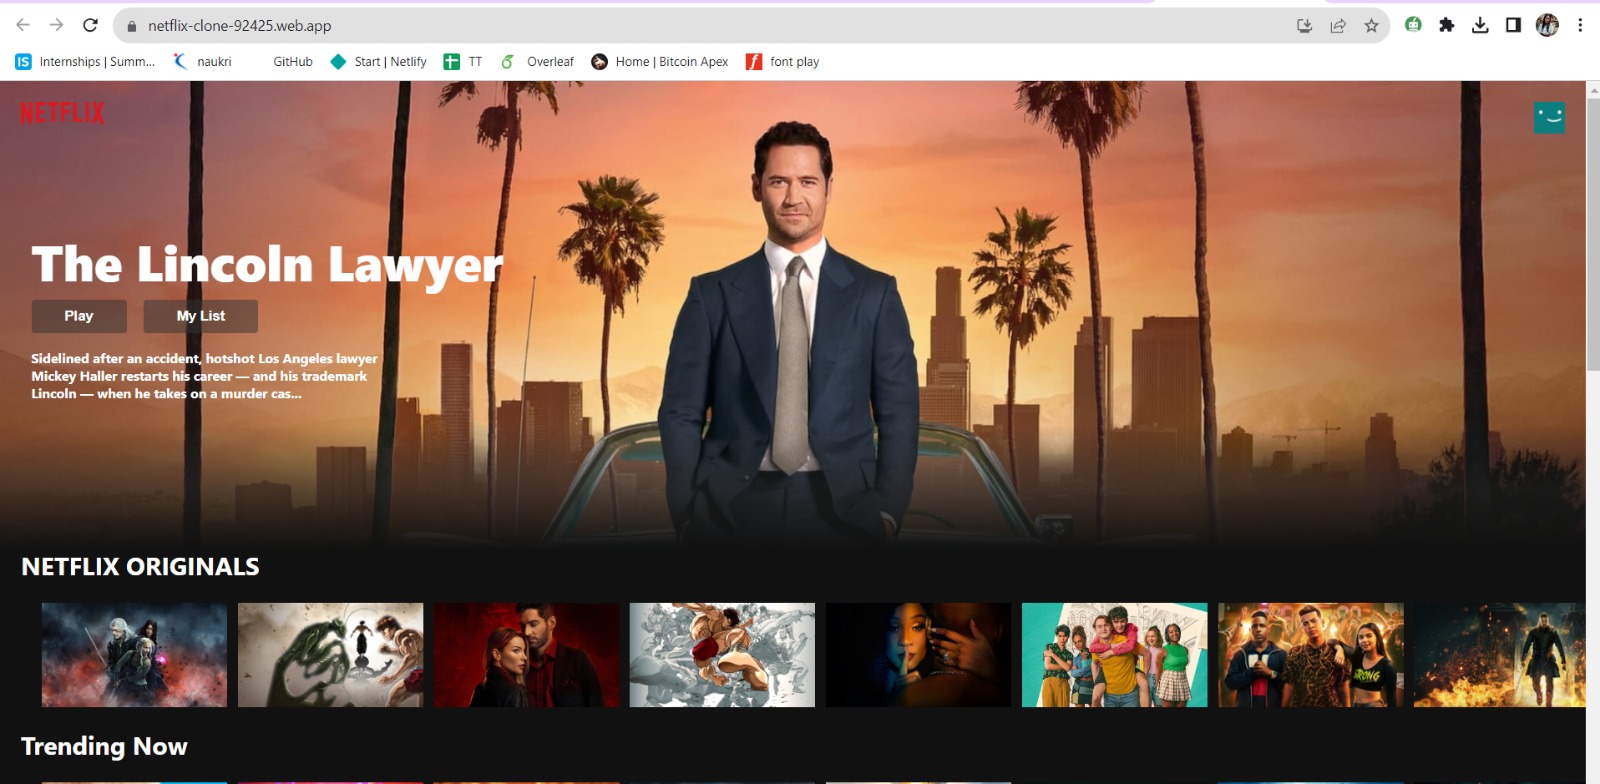 netflix-clone-92425.web.app
IS Internships | Summ... naukri GitHub Start | Netlify TT Overleaf Home | Bitcoin Apex f font play
NETFLIX
The Lincoln Lawyer
Play My List
Sidelined after an accident, hotshot Los Angeles lawyer
Mickey Haller restarts his career — and his trademark
Lincoln — when he takes on a murder cas...
NETFLIX ORIGINALS
Trending Now